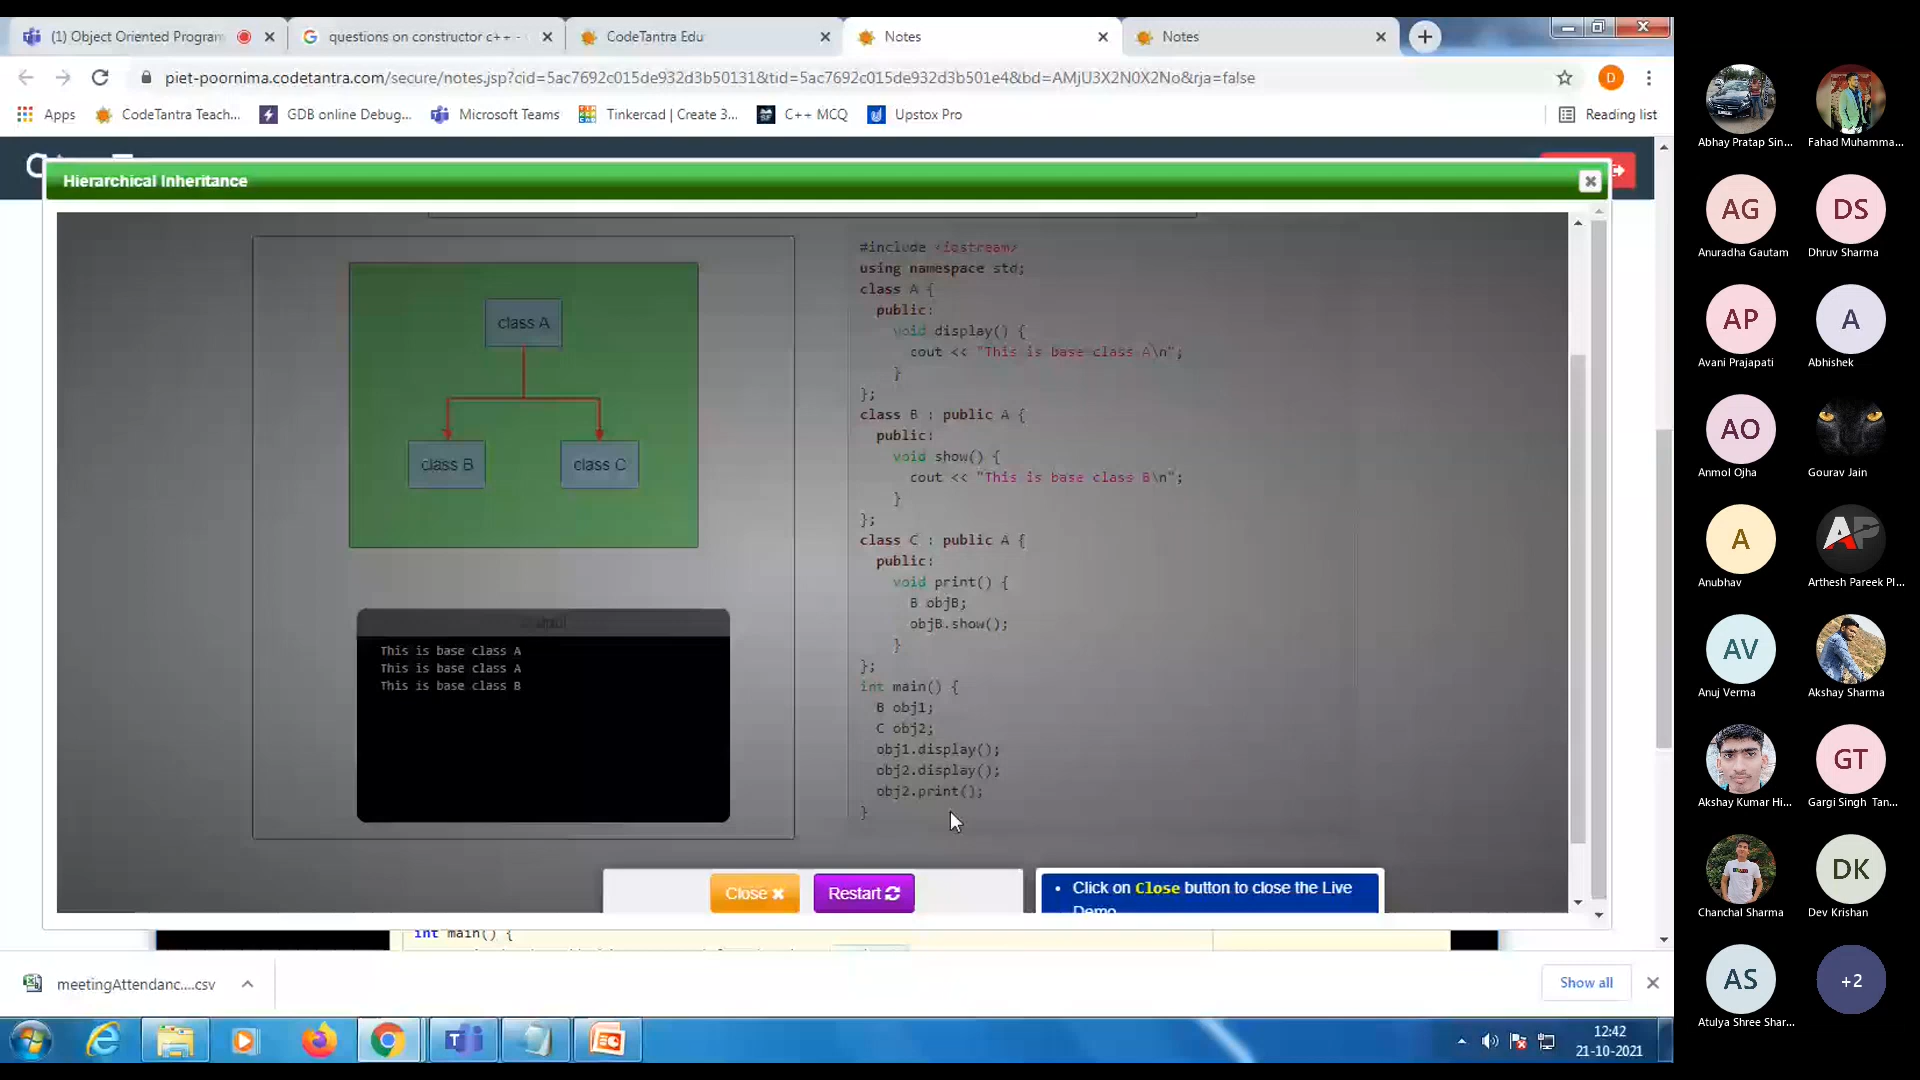 (1) Object Oriented Program
questions on constructor c++ -
CodeTantra Edu
Notes
Notes
piet-poornima.codetantra.com/secure/notes.jsp?cid=5ac7692c015de932d3b50131&tid=5ac7692c015de932d3b501e4&bd=AMjU3X2N0X2No&rja=false
D
Apps
CodeTantra Teach...
GDB online Debug...
Microsoft Teams
Tinkercad | Create 3...
C++ MCQ
Upstox Pro
Reading list
Hierarchical Inheritance
class A
class B
class C
Output
This is base class A
This is base class A
This is base class B
#include <iostream>
using namespace std;
class A {
public:
void display() {
cout << "This is base class A\n";
}
};
class B : public A {
public:
void show() {
cout << "This is base class B\n";
}
};
class C : public A {
public:
void print() {
B objB;
objB.show();
}
};
int main() {
B obj1;
C obj2;
obj1.display();
obj2.display();
obj2.print();
}
Close
Restart
• Click on Close button to close the Live
Demo
int main() {
meetingAttendanc....csv
Show all
12:42
21-10-2021
Abhay Pratap Sin...
Fahad Muhamma...
AG
Anuradha Gautam
DS
Dhruv Sharma
AP
Avani Prajapati
A
Abhishek
AO
Anmol Ojha
Gourav Jain
A
Anubhav
AP
Arthesh Pareek PI...
AV
Anuj Verma
Akshay Sharma
Akshay Kumar Hi...
GT
Gargi Singh Tan...
Chanchal Sharma
DK
Dev Krishan
AS
Atulya Shree Shar...
+2